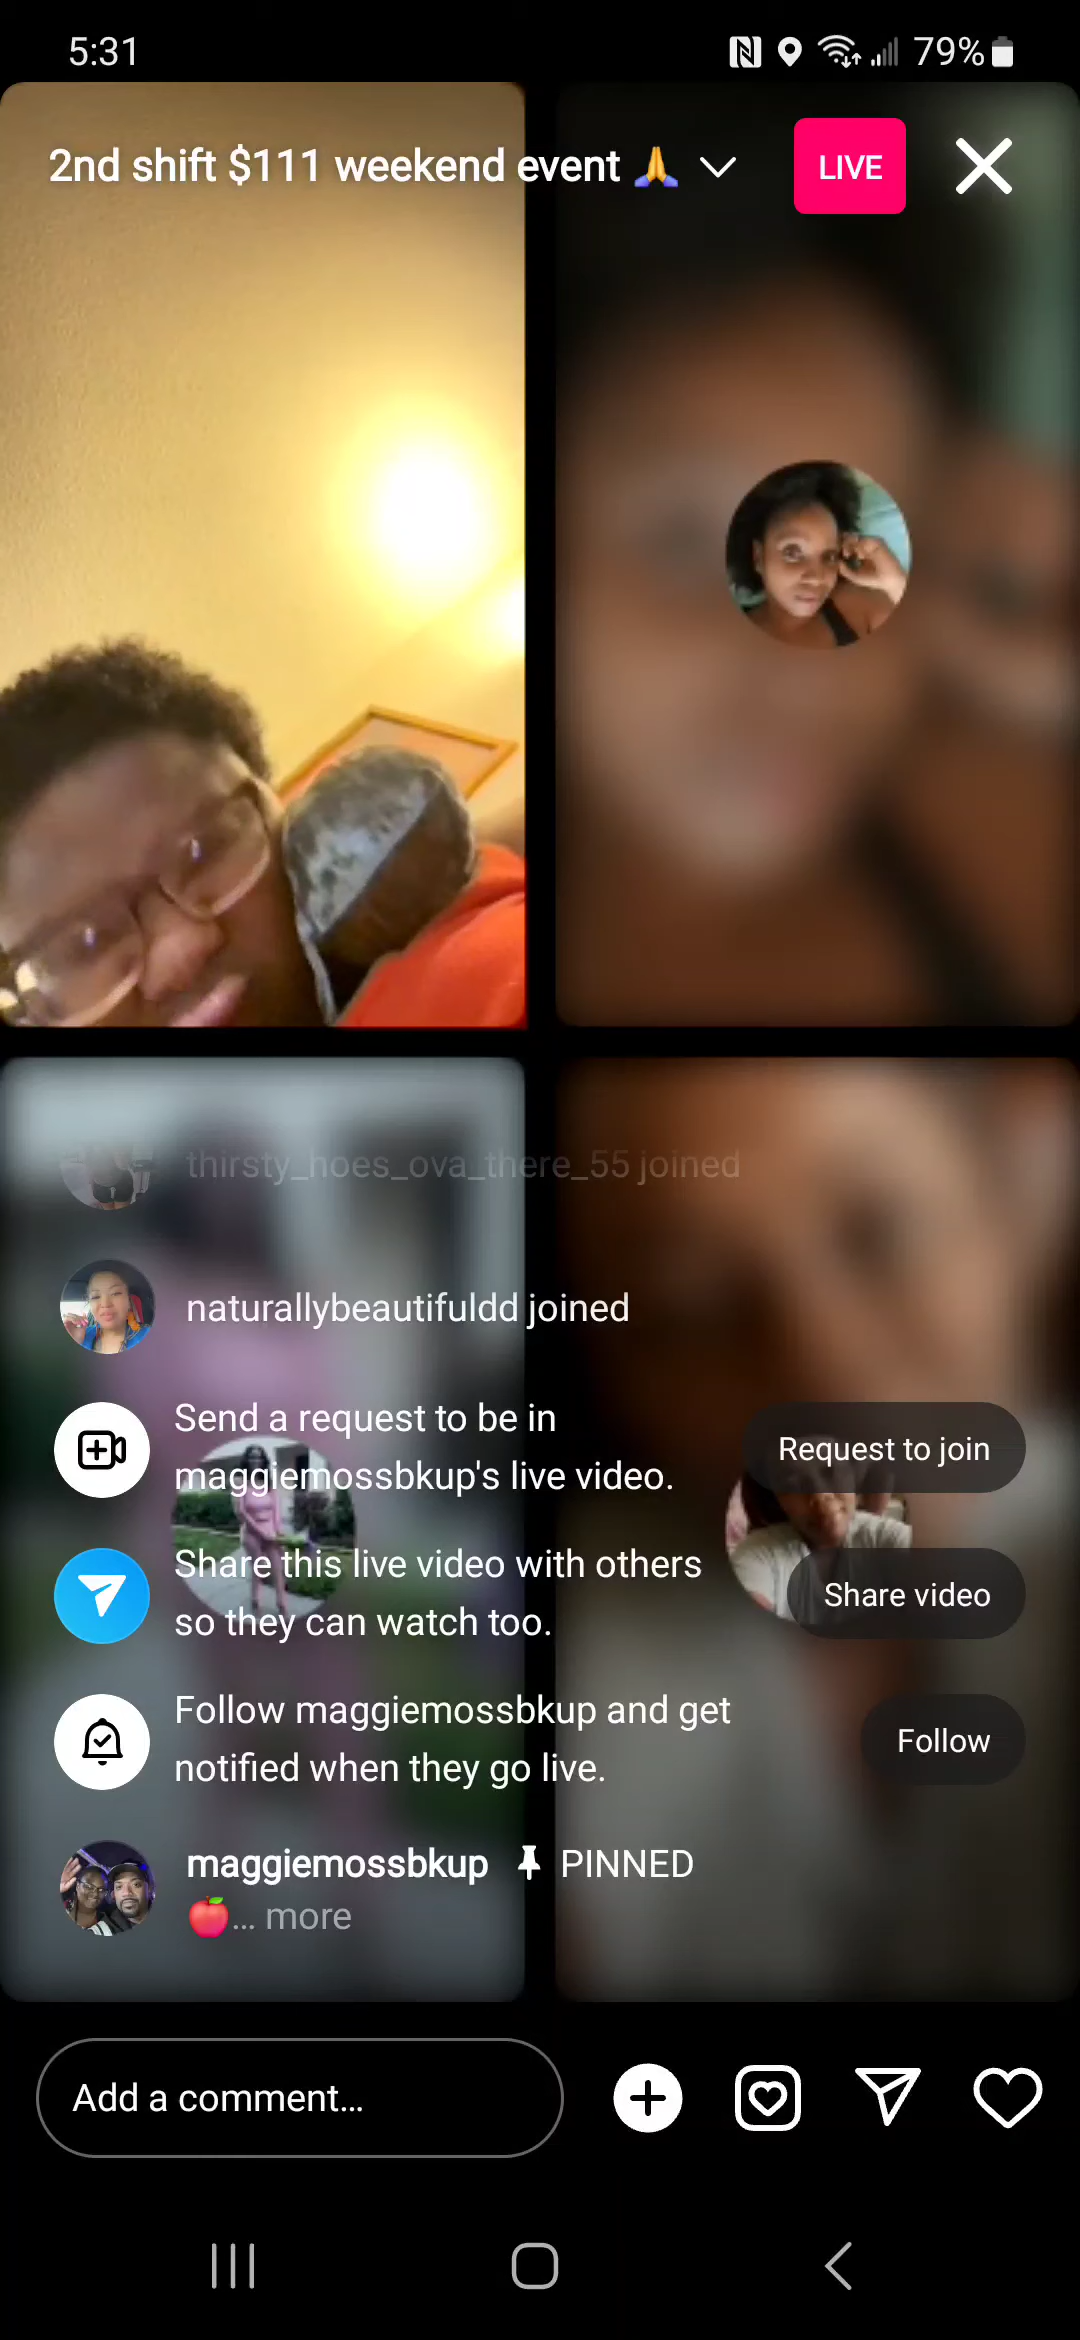 5:31
79%
2nd shift $111 weekend event 🙏
LIVE
thirsty_hoes_ova_there_55 joined
naturallybeautifuldd joined
Send a request to be in
maggiemossbkup's live video.
Request to join
Share this live video with others
so they can watch too.
Share video
Follow maggiemossbkup and get
notified when they go live.
Follow
maggiemossbkup PINNED
🍎... more
Add a comment...